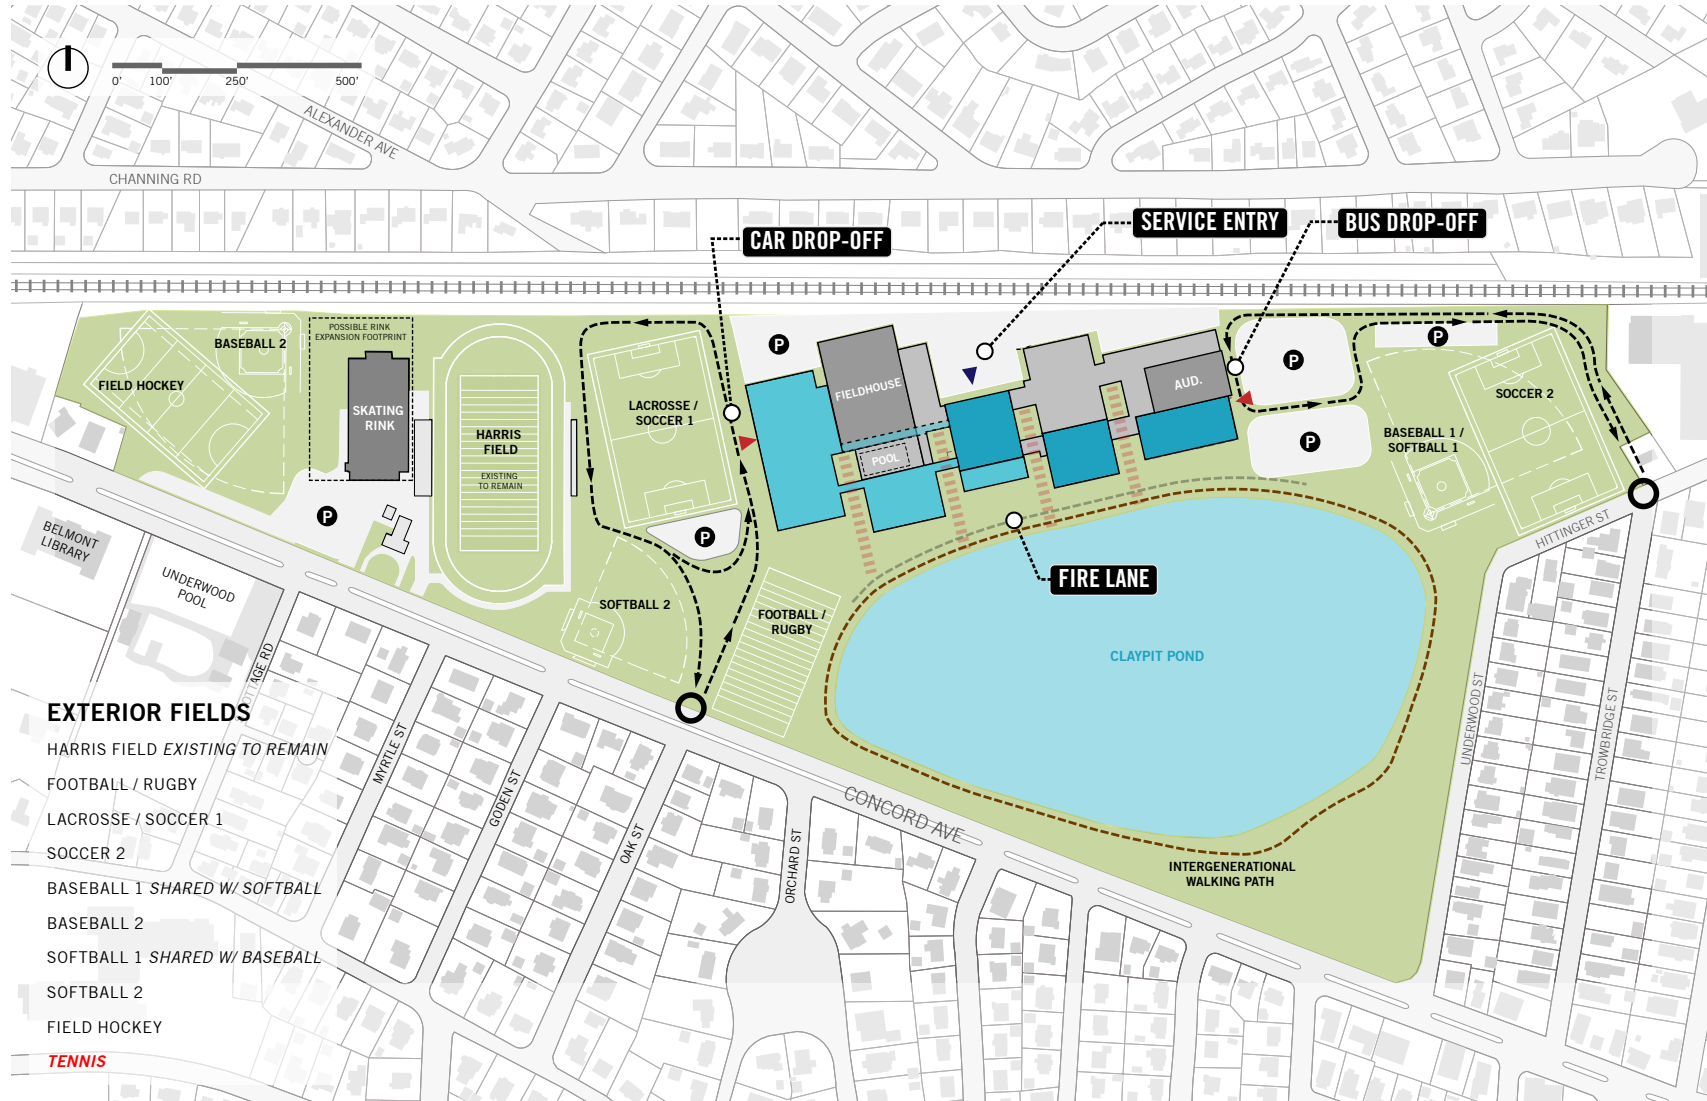 0'
100'
250'
500'
ALEXANDER AVE
CHANNING RD
CAR DROP-OFF
SERVICE ENTRY
BUS DROP-OFF
POSSIBLE RINK
EXPANSION FOOTPRINT
BASEBALL 2
FIELD HOCKEY
SKATING
RINK
HARRIS
FIELD
EXISTING
TO REMAIN
LACROSSE /
SOCCER 1
P
FIELDHOUSE
POOL
AUD.
P
P
P
SOCCER 2
BASEBALL 1 /
SOFTBALL 1
P
P
BELMONT
LIBRARY
UNDERWOOD
POOL
HITTINGER ST
FIRE LANE
SOFTBALL 2
FOOTBALL /
RUGBY
CLAYPIT POND
INTERGENERATIONAL
WALKING PATH
CONCORD AVE
OTTAGE RD
MYRTLE ST
GODEN ST
OAK ST
ORCHARD ST
UNDERWOOD ST
TROWBRIDGE ST
EXTERIOR FIELDS
HARRIS FIELD EXISTING TO REMAIN
FOOTBALL / RUGBY
LACROSSE / SOCCER 1
SOCCER 2
BASEBALL 1 SHARED W/ SOFTBALL
BASEBALL 2
SOFTBALL 1 SHARED W/ BASEBALL
SOFTBALL 2
FIELD HOCKEY
TENNIS